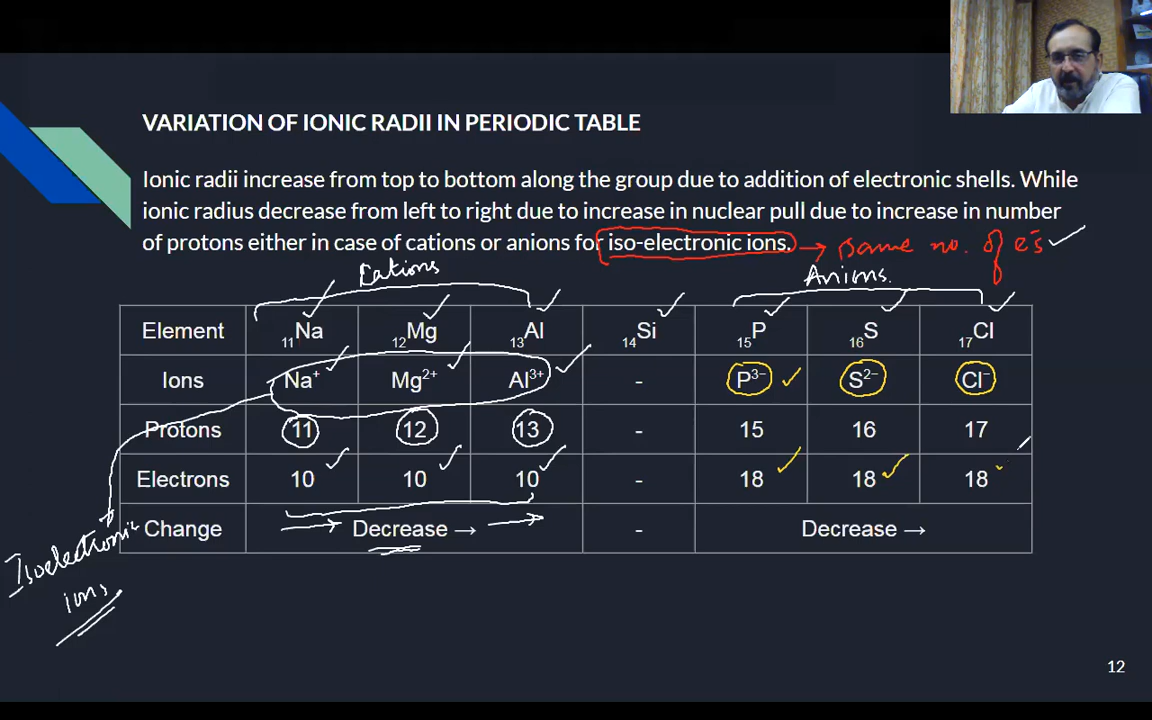 VARIATION OF IONIC RADII IN PERIODIC TABLE
Ionic radii increase from top to bottom along the group due to addition of electronic shells. While
ionic radius decrease from left to right due to increase in nuclear pull due to increase in number
of protons either in case of cations or anions for iso-electronic ions. → same no. of e's
Cations Anions.
Element ₁₁Na ₁₂Mg ₁₃Al ₁₄Si ₁₅P ₁₆S ₁₇Cl
Ions Na⁺ Mg²⁺ Al³⁺ - P³⁻ S²⁻ Cl⁻
Protons 11 12 13 - 15 16 17
Electrons 10 10 10 - 18 18 18
Change Decrease → - Decrease →
Isoelectronic
ions
12